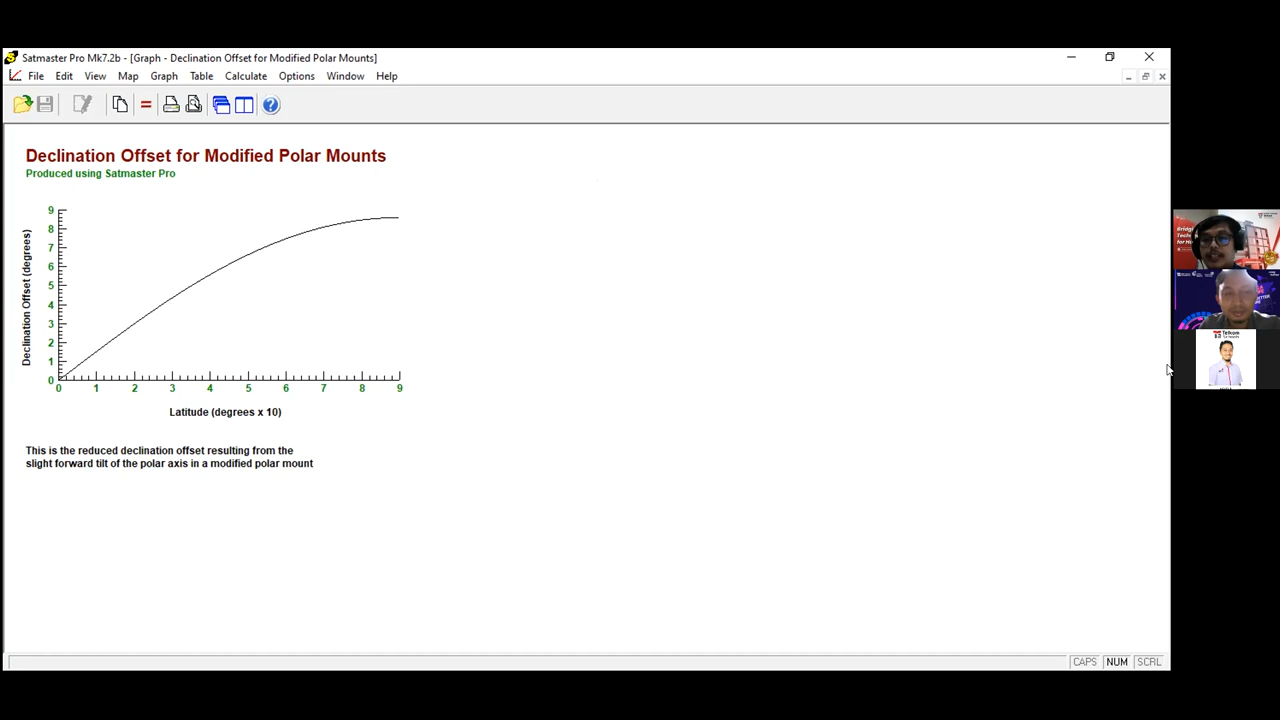 Satmaster Pro Mk7.2b - [Graph - Declination Offset for Modified Polar Mounts]
File Edit View Map Graph Table Calculate Options Window Help
Declination Offset for Modified Polar Mounts
Produced using Satmaster Pro
Declination Offset (degrees)
9
8
7
6
5
4
3
2
1
0
0 1 2 3 4 5 6 7 8 9
Latitude (degrees x 10)
This is the reduced declination offset resulting from the
slight forward tilt of the polar axis in a modified polar mount
CAPS NUM SCRL
Telkom